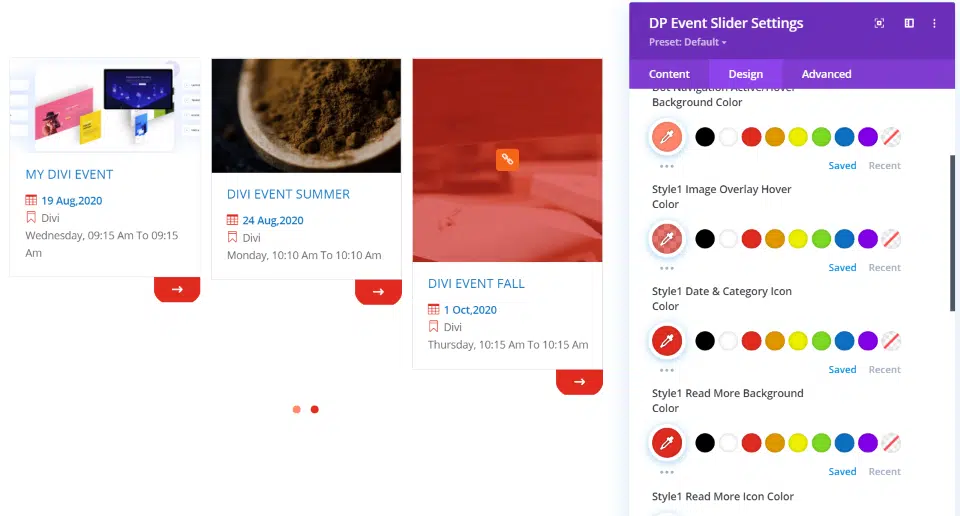 MY DIVI EVENT
19 Aug,2020
Divi
Wednesday, 09:15 Am To 09:15
Am
DIVI EVENT SUMMER
24 Aug,2020
Divi
Monday, 10:10 Am To 10:10 Am
DIVI EVENT FALL
1 Oct,2020
Divi
Thursday, 10:15 Am To 10:15 Am
DP Event Slider Settings
Preset: Default
Content Design Advanced
Dot Navigation Active/Hover
Background Color
Saved Recent
Style1 Image Overlay Hover
Color
Saved Recent
Style1 Date & Category Icon
Color
Saved Recent
Style1 Read More Background
Color
Saved Recent
Style1 Read More Icon Color